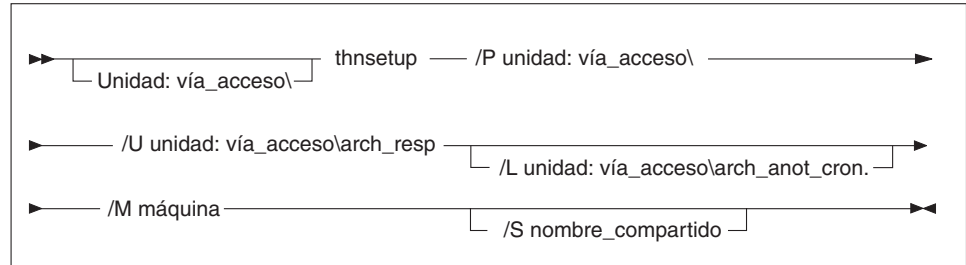 thnsetup /P unidad: vía_acceso\
Unidad: vía_acceso\
/U unidad: vía_acceso\arch_resp
/L unidad: vía_acceso\arch_anot_cron.
/M máquina
/S nombre_compartido